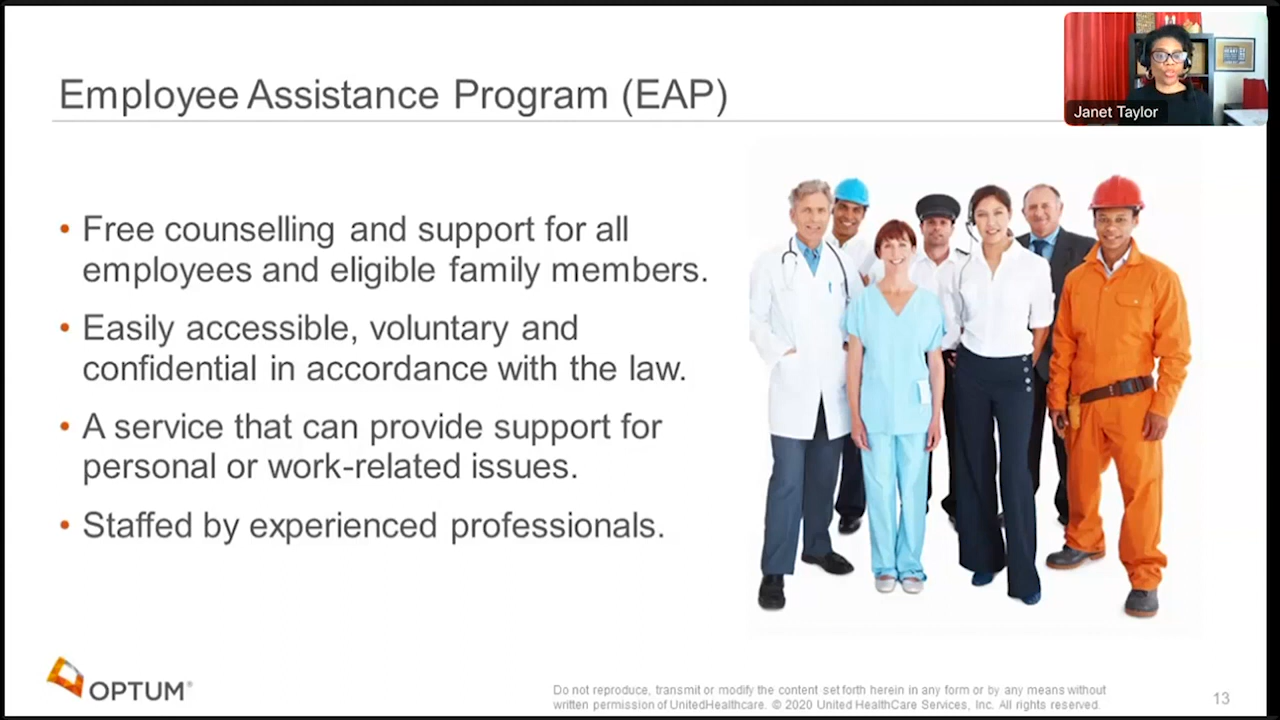 Employee Assistance Program (EAP)
Janet Taylor
• Free counselling and support for all
employees and eligible family members.
• Easily accessible, voluntary and
confidential in accordance with the law.
• A service that can provide support for
personal or work-related issues.
• Staffed by experienced professionals.
OPTUM®
Do not reproduce, transmit or modify the content set forth herein in any form or by any means without
written permission of UnitedHealthcare. © 2020 United HealthCare Services, Inc. All rights reserved.
13